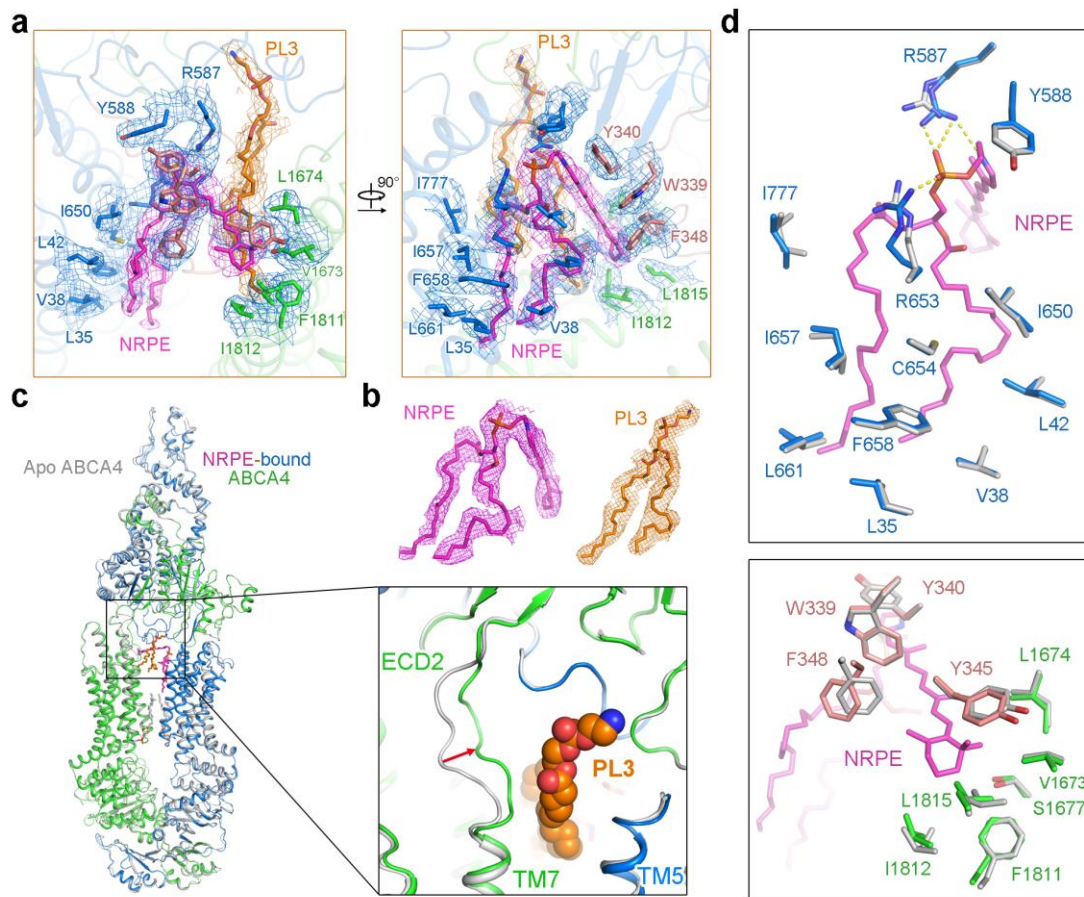 a
PL3
R587
Y588
L1674
I650
L42
V1673
V38
F1811
L35
I1812
NRPE
90°
PL3
Y340
I777
W339
I657
F348
F658
L1815
L661
V38
I1812
L35
NRPE
b
NRPE
PL3
c
Apo ABCA4
NRPE-bound
ABCA4
ECD2
PL3
TM7
TM5
d
R587
Y588
I777
NRPE
R653
I650
I657
C654
L42
F658
L661
V38
L35
Y340
W339
F348
Y345
L1674
NRPE
V1673
L1815
S1677
I1812
F1811